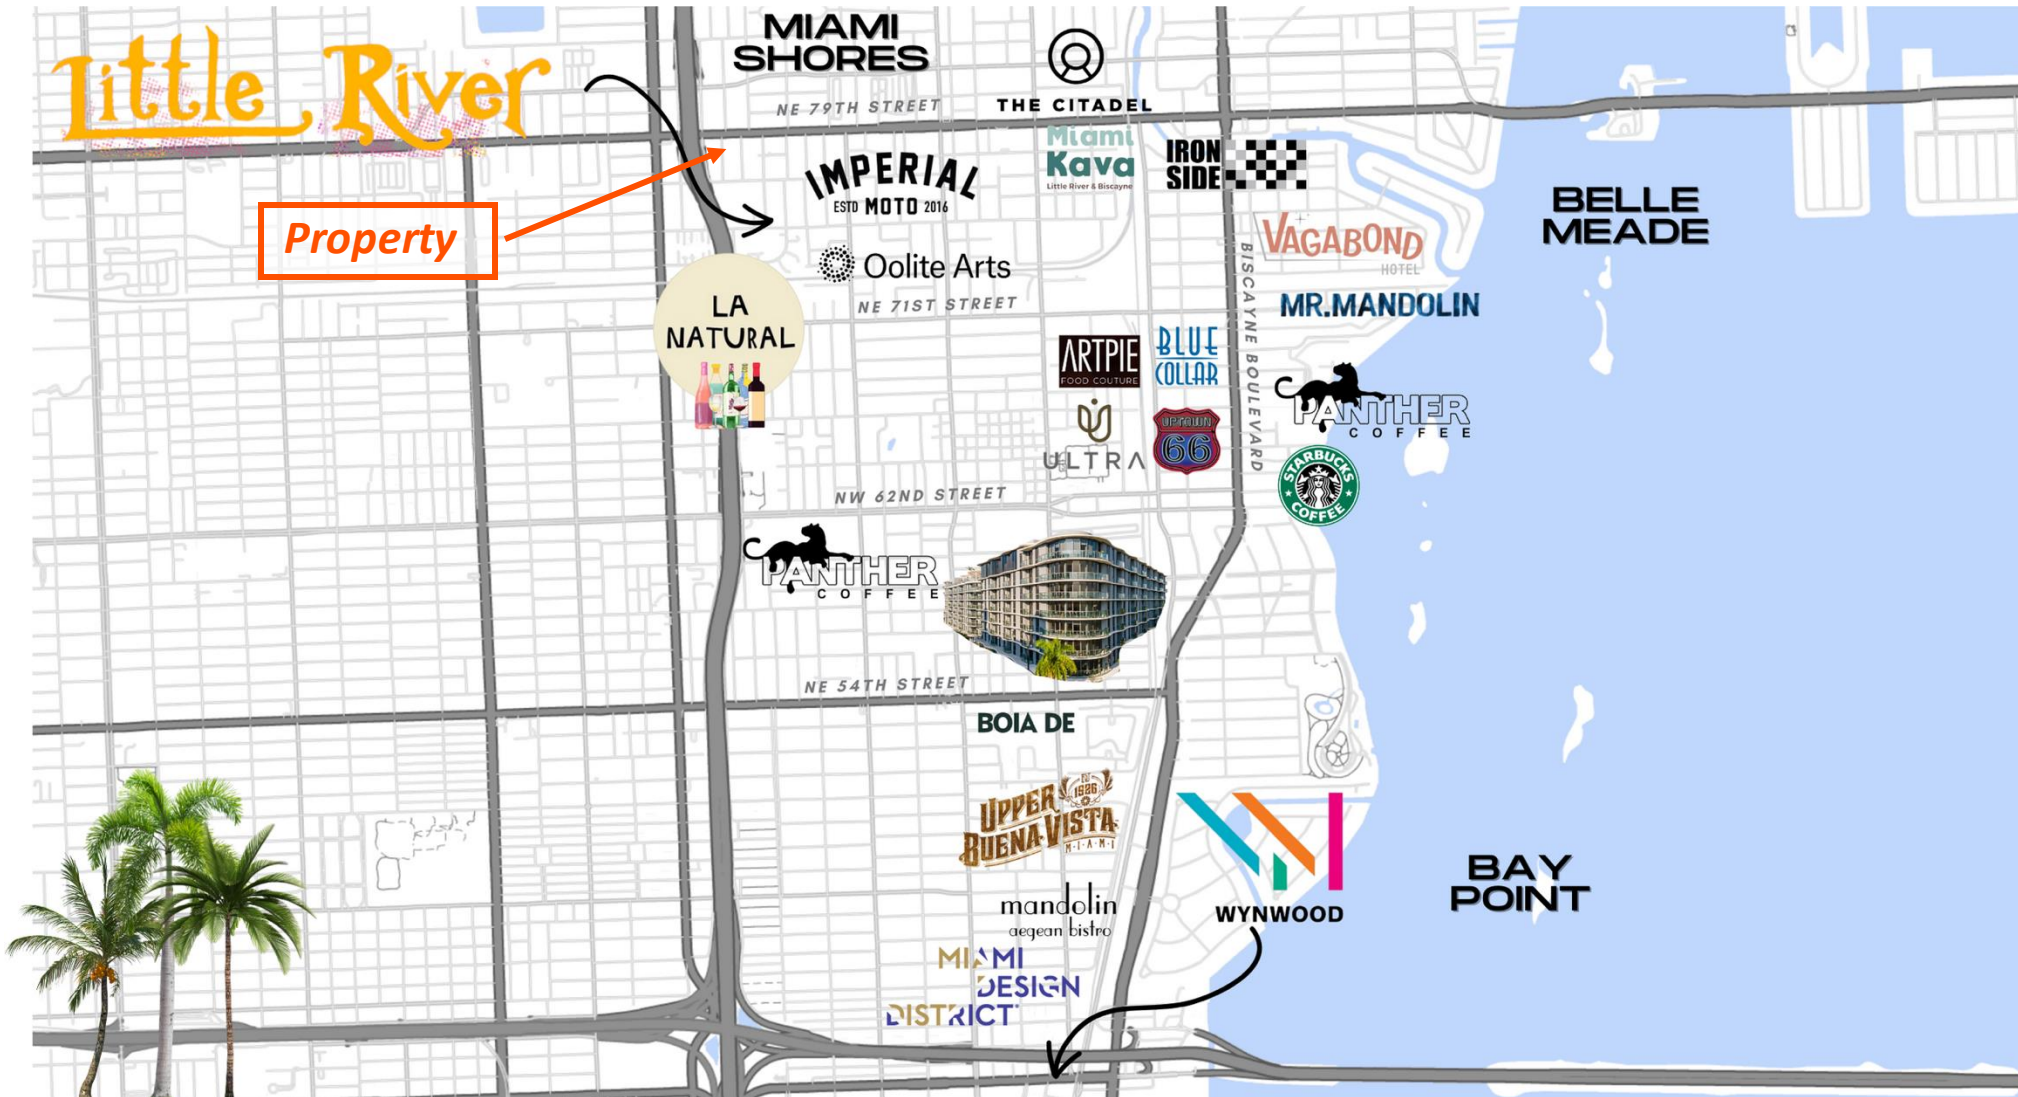 Little River
MIAMI
SHORES
NE 79TH STREET
THE CITADEL
Miami
Kava
Little River & Biscayne
IRON
SIDE
IMPERIAL
ESTD MOTO 2016
Property
BELLE
MEADE
VAGABOND
HOTEL
Oolite Arts
NE 71ST STREET
BISCAYNE BOULEVARD
MR.MANDOLIN
LA
NATURAL
ARTPIE
FOOD COUTURE
BLUE
COLLAR
PANTHER
COFFEE
ULTRA
UPTOWN
66
STARBUCKS
COFFEE
NW 62ND STREET
PANTHER
COFFEE
NE 54TH STREET
BOIA DE
UPPER 1926
BUENA VISTA
M·I·A·M·I
WYNWOOD
BAY
POINT
mandolin
aegean bistro
MIAMI
DESIGN
DISTRICT